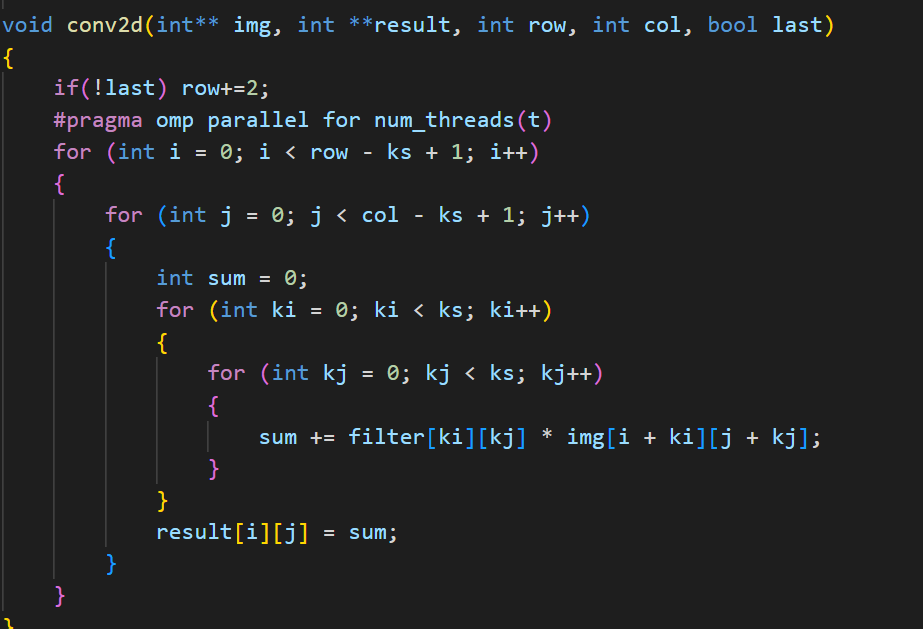 void conv2d(int** img, int **result, int row, int col, bool last)
{
    if(!last) row+=2;
    #pragma omp parallel for num_threads(t)
    for (int i = 0; i < row - ks + 1; i++)
    {
        for (int j = 0; j < col - ks + 1; j++)
        {
            int sum = 0;
            for (int ki = 0; ki < ks; ki++)
            {
                for (int kj = 0; kj < ks; kj++)
                {
                    sum += filter[ki][kj] * img[i + ki][j + kj];
                }
            }
            result[i][j] = sum;
        }
    }
}